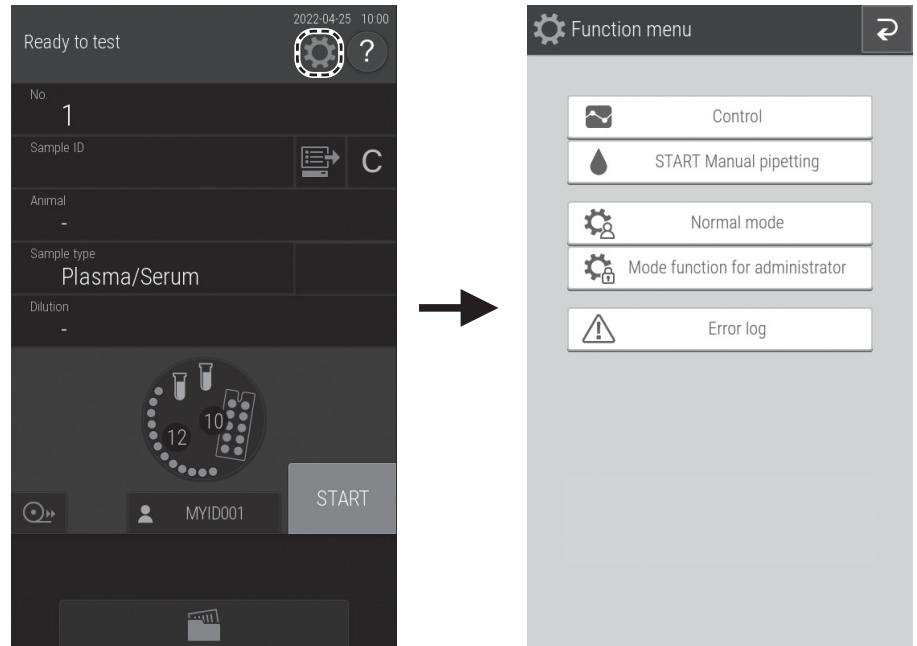 2022-04-25 10:00
Ready to test
?
No.
1
Sample ID
C
Animal
-
Sample type
Plasma/Serum
Dilution
-
10
12
START
MYID001
Function menu
Control
START Manual pipetting
Normal mode
Mode function for administrator
Error log